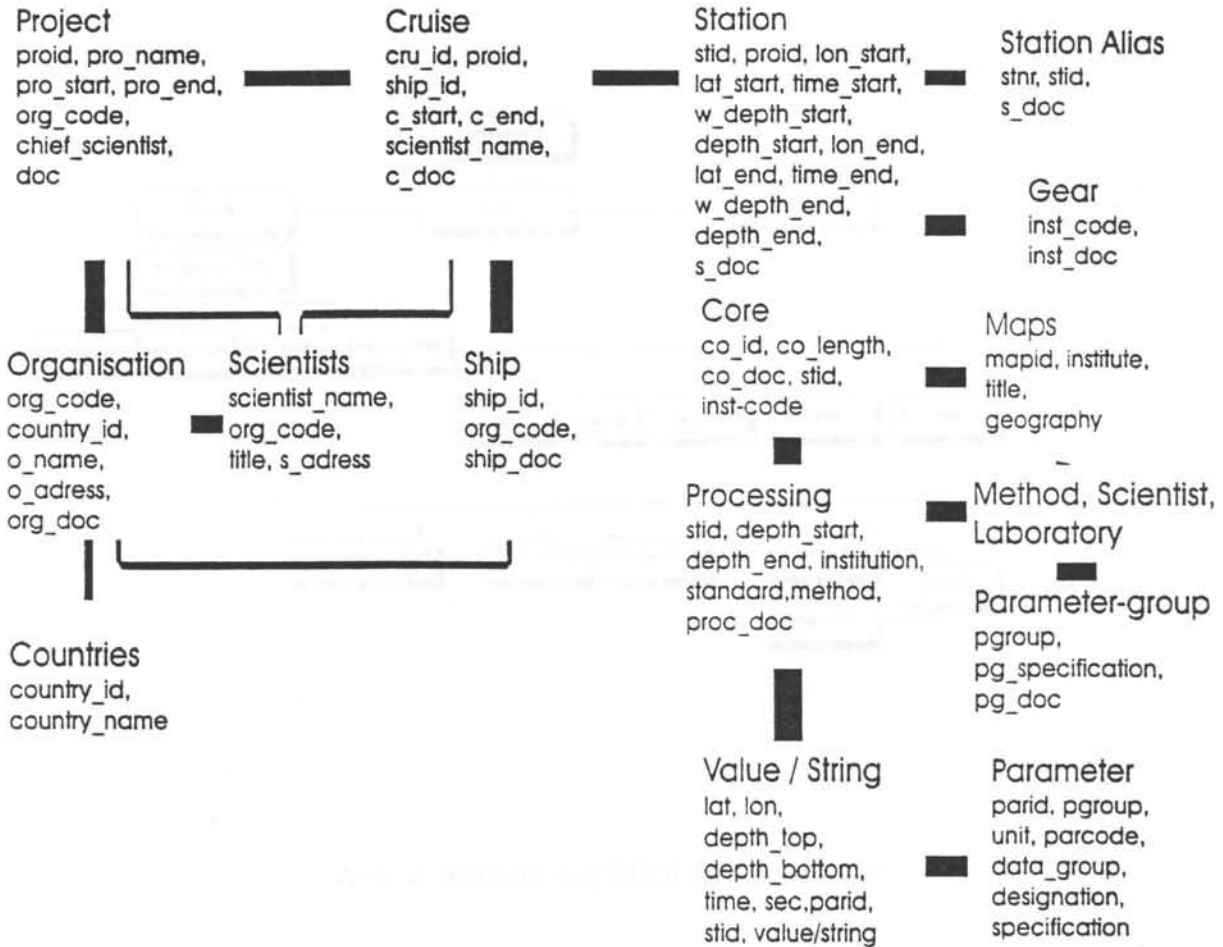 Project
proid, pro_name,
pro_start, pro_end,
org_code,
chief_scientist,
doc
Cruise
cru_id, proid,
ship_id,
c_start, c_end,
scientist_name,
c_doc
Station
stid, proid, lon_start,
lat_start, time_start,
w_depth_start,
depth_start, lon_end,
lat_end, time_end,
w_depth_end,
depth_end,
s_doc
Station Alias
stnr, stid,
s_doc
Gear
inst_code,
inst_doc
Organisation
org_code,
country_id,
o_name,
o_adress,
org_doc
Scientists
scientist_name,
org_code,
title, s_adress
Ship
ship_id,
org_code,
ship_doc
Core
co_id, co_length,
co_doc, stid,
inst-code
Maps
mapid, institute,
title,
geography
Processing
stid, depth_start,
depth_end, institution,
standard,method,
proc_doc
Method, Scientist,
Laboratory
Parameter-group
pgroup,
pg_specification,
pg_doc
Countries
country_id,
country_name
Value / String
lat, lon,
depth_top,
depth_bottom,
time, sec,parid,
stid, value/string
Parameter
parid, pgroup,
unit, parcode,
data_group,
designation,
specification